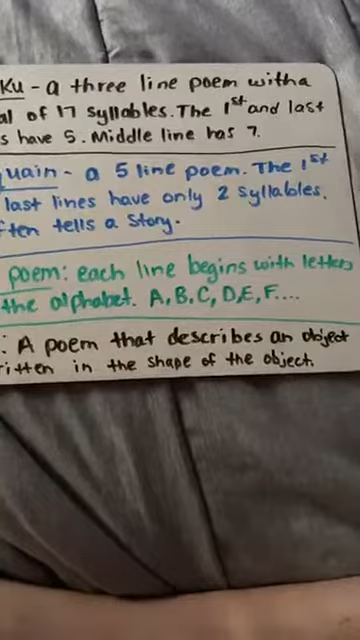 Ku - a three line poem with a
al of 17 syllables. The 1st and last
s have 5. Middle line has 7.
uain - a 5 line poem. The 1st
last lines have only 2 syllables.
ften tells a story.
poem: each line begins with letters
the alphabet. A, B, C, D, E, F....
: A poem that describes an object
ritten in the shape of the object.